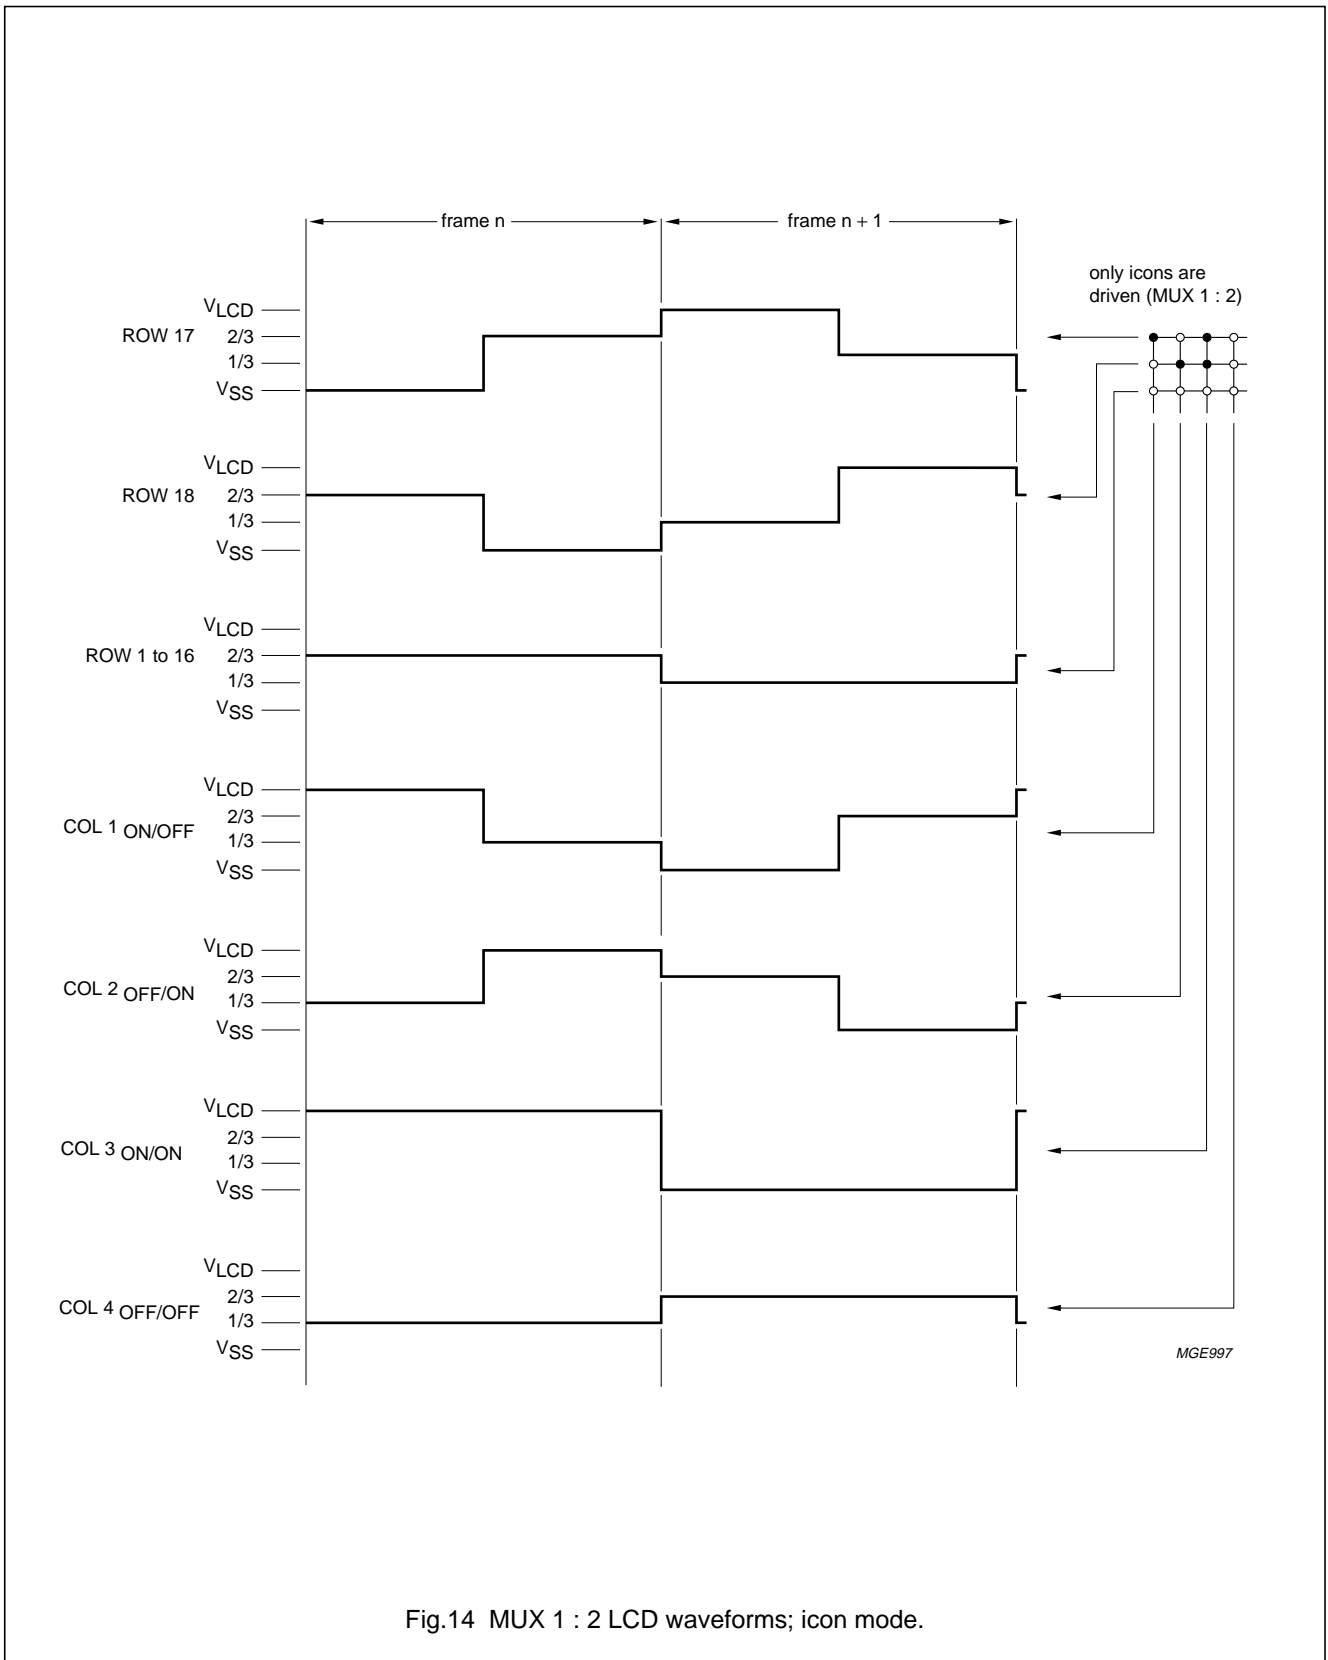 frame n
frame n + 1
only icons are
driven (MUX 1 : 2)
VLCD
ROW 17
2/3
1/3
VSS
VLCD
ROW 18
2/3
1/3
VSS
VLCD
ROW 1 to 16
2/3
1/3
VSS
VLCD
2/3
COL 1 ON/OFF
1/3
VSS
VLCD
2/3
COL 2 OFF/ON
1/3
VSS
VLCD
2/3
COL 3 ON/ON
1/3
VSS
VLCD
2/3
COL 4 OFF/OFF
1/3
VSS
MGE997
Fig.14 MUX 1 : 2 LCD waveforms; icon mode.